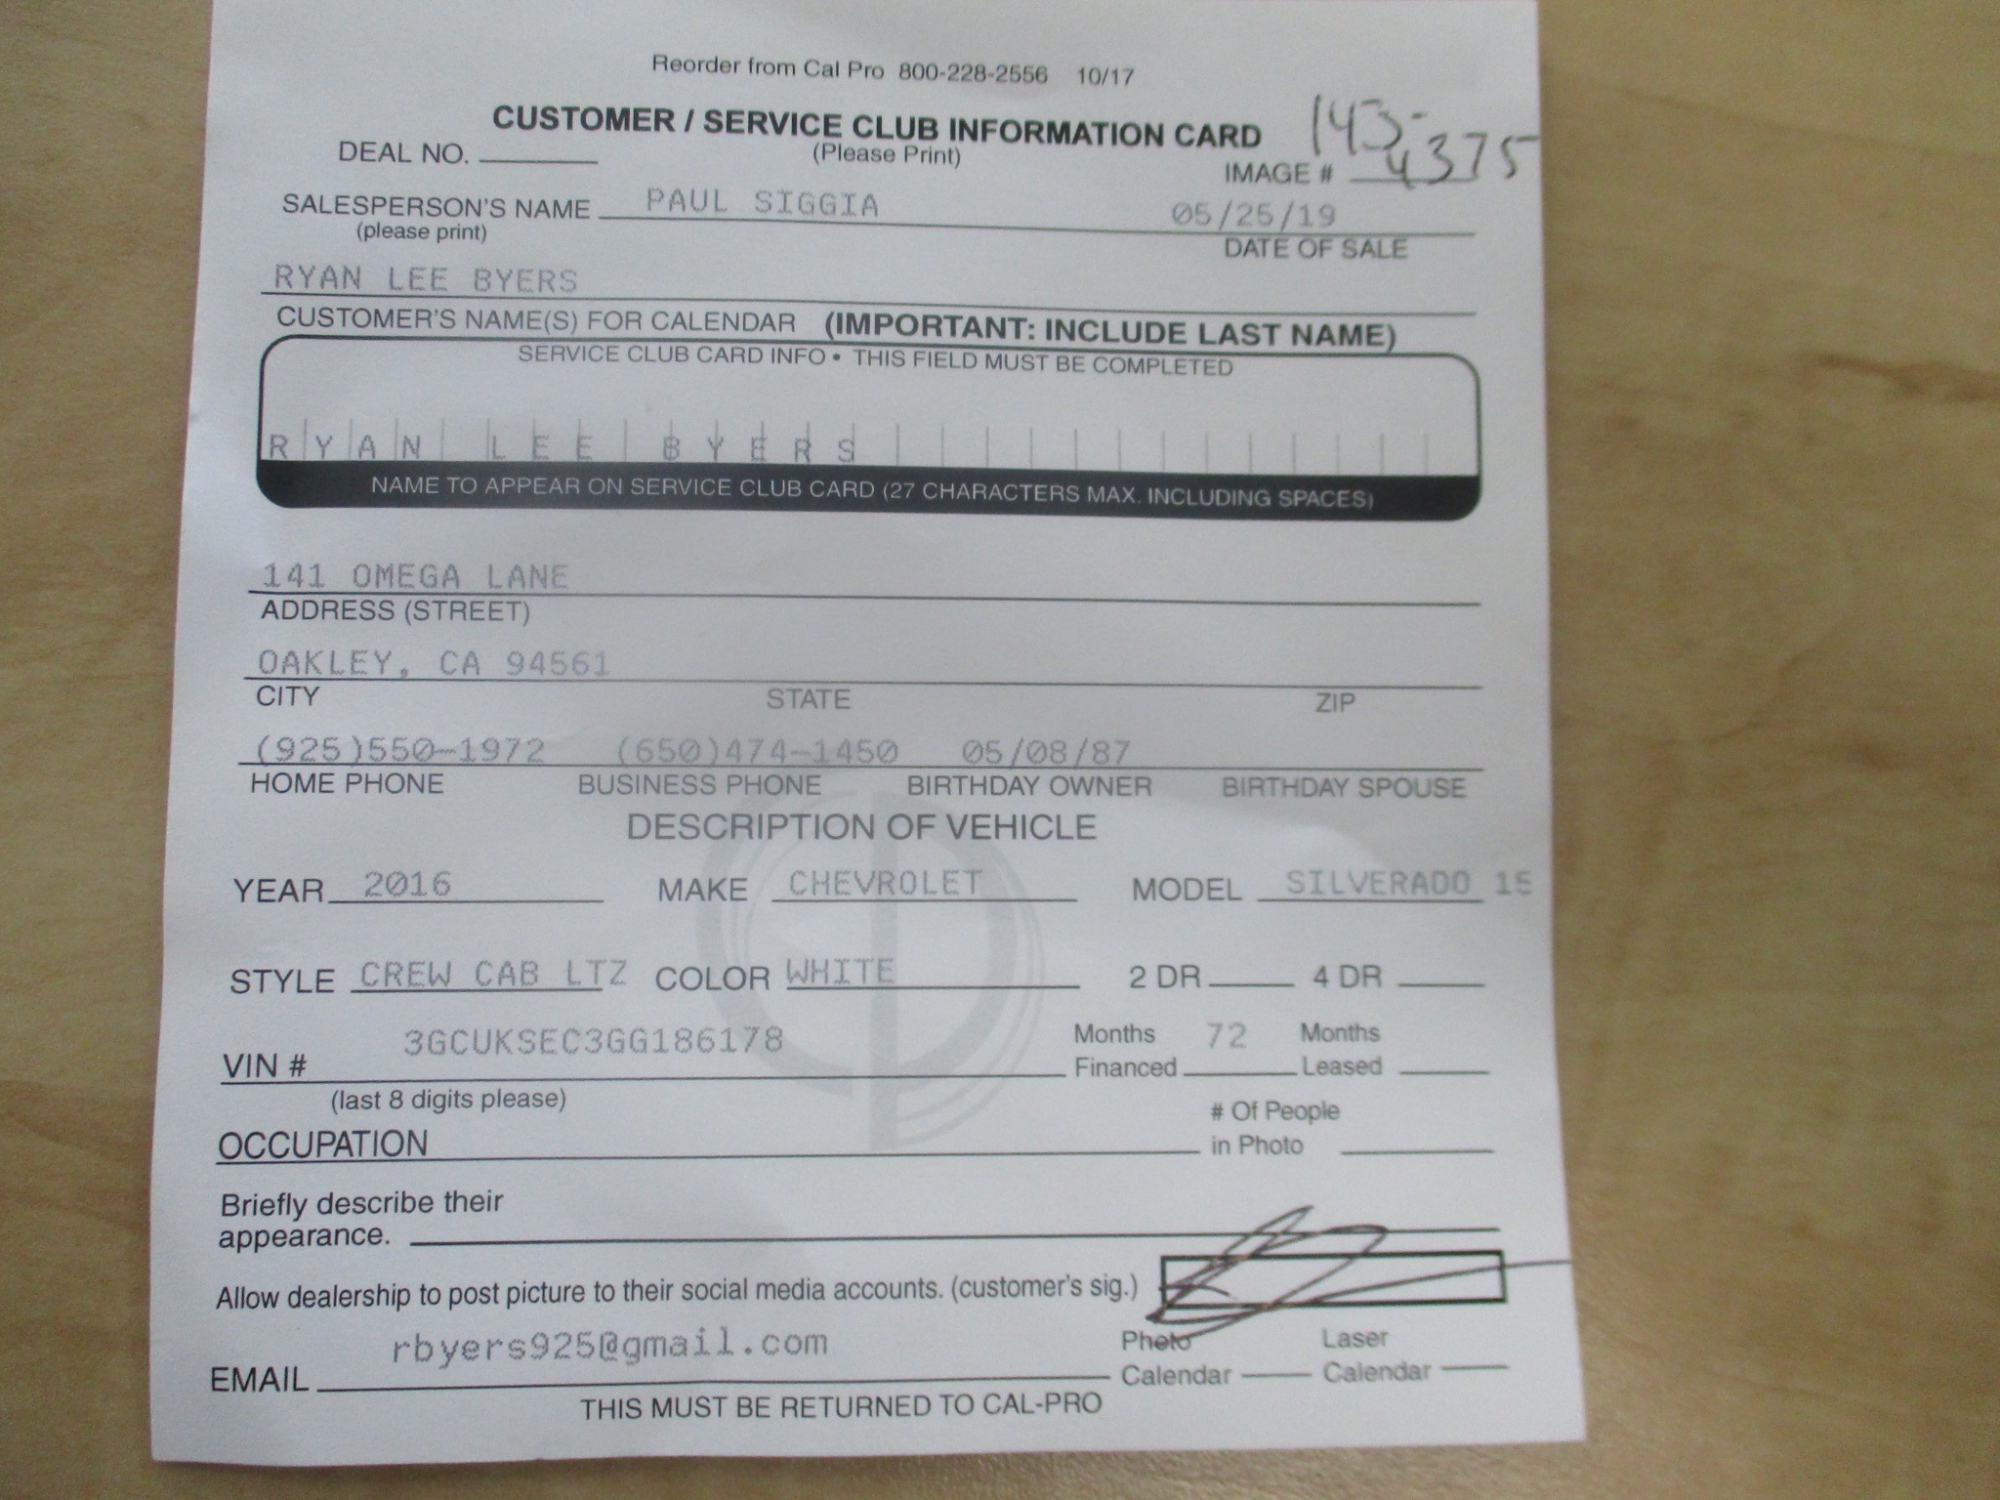 Reorder from Cal Pro 800-228-2556 10/17
CUSTOMER / SERVICE CLUB INFORMATION CARD
143-4375
DEAL NO. (Please Print) IMAGE #
SALESPERSON'S NAME PAUL SIGGIA 05/25/19
(please print) DATE OF SALE
RYAN LEE BYERS
CUSTOMER'S NAME(S) FOR CALENDAR (IMPORTANT: INCLUDE LAST NAME)
SERVICE CLUB CARD INFO • THIS FIELD MUST BE COMPLETED
RYAN LEE BYERS
NAME TO APPEAR ON SERVICE CLUB CARD (27 CHARACTERS MAX. INCLUDING SPACES)
141 OMEGA LANE
ADDRESS (STREET)
OAKLEY, CA 94561
CITY STATE ZIP
(925)550-1972 (650)474-1450 05/08/87
HOME PHONE BUSINESS PHONE BIRTHDAY OWNER BIRTHDAY SPOUSE
DESCRIPTION OF VEHICLE
YEAR 2016 MAKE CHEVROLET MODEL SILVERADO 15
STYLE CREW CAB LTZ COLOR WHITE 2 DR 4 DR
3GCUKSEC3GG186178 Months 72 Months
VIN # Financed Leased
(last 8 digits please) # Of People
OCCUPATION in Photo
Briefly describe their
appearance.
Allow dealership to post picture to their social media accounts. (customer's sig.)
rbyers925@gmail.com Photo Laser
EMAIL Calendar Calendar
THIS MUST BE RETURNED TO CAL-PRO